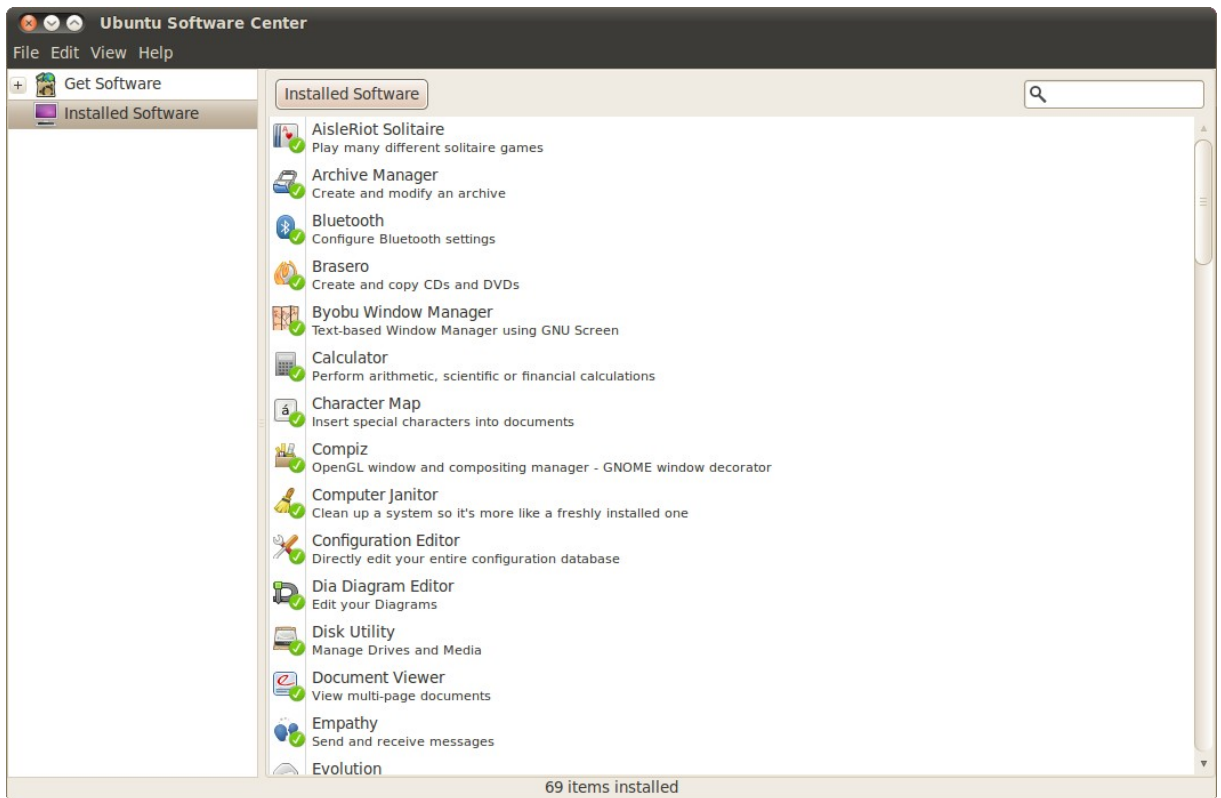 Ubuntu Software Center
File Edit View Help
Get Software
Installed Software
Installed Software
AisleRiot Solitaire
Play many different solitaire games
Archive Manager
Create and modify an archive
Bluetooth
Configure Bluetooth settings
Brasero
Create and copy CDs and DVDs
Byobu Window Manager
Text-based Window Manager using GNU Screen
Calculator
Perform arithmetic, scientific or financial calculations
Character Map
Insert special characters into documents
Compiz
OpenGL window and compositing manager - GNOME window decorator
Computer Janitor
Clean up a system so it's more like a freshly installed one
Configuration Editor
Directly edit your entire configuration database
Dia Diagram Editor
Edit your Diagrams
Disk Utility
Manage Drives and Media
Document Viewer
View multi-page documents
Empathy
Send and receive messages
Evolution
69 items installed